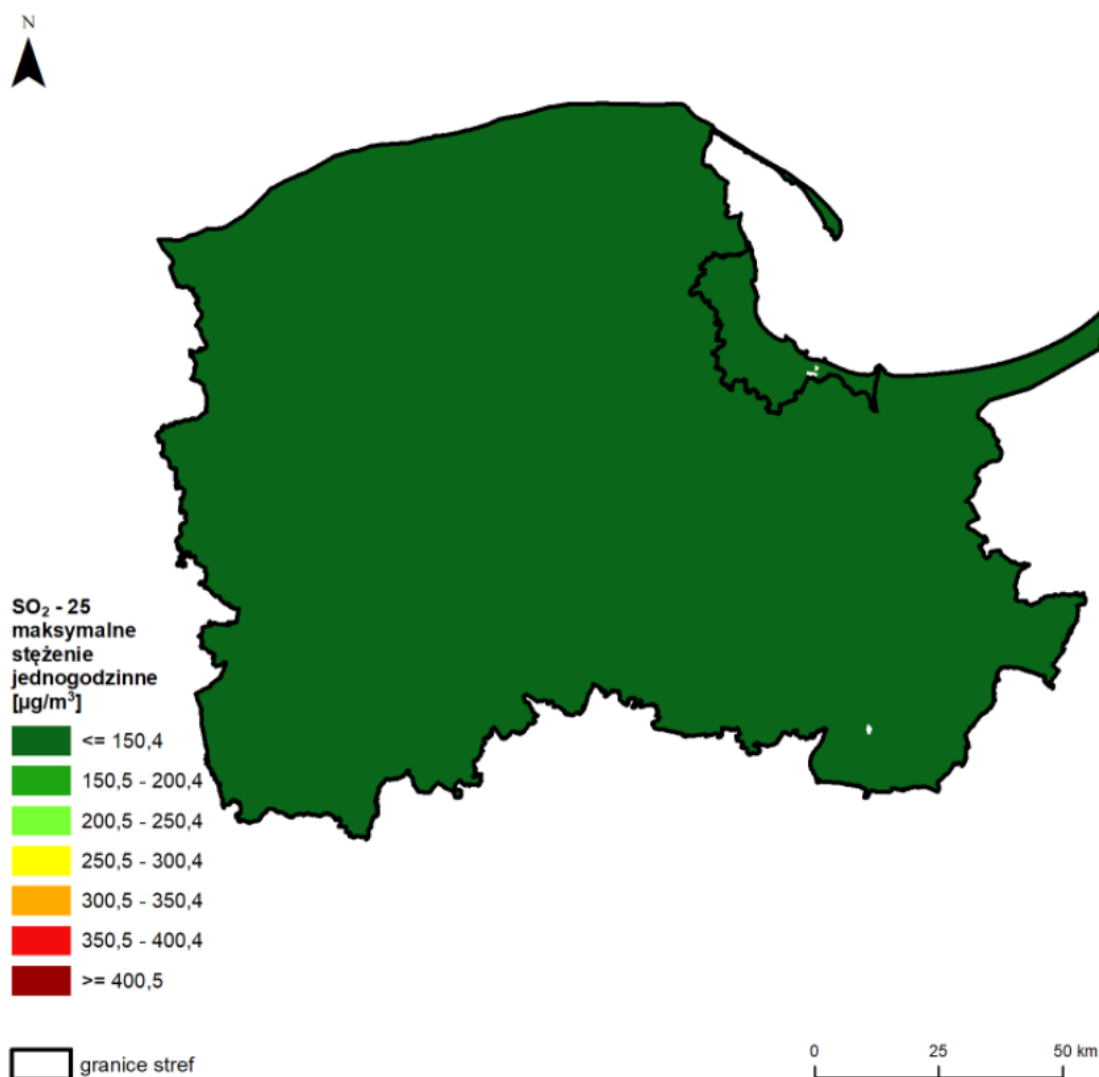 N
SO₂ - 25
maksymalne
stężenie
jednogodzinne
[µg/m³]
<= 150,4
150,5 - 200,4
200,5 - 250,4
250,5 - 300,4
300,5 - 350,4
350,5 - 400,4
>= 400,5
granice stref
0 25 50 km